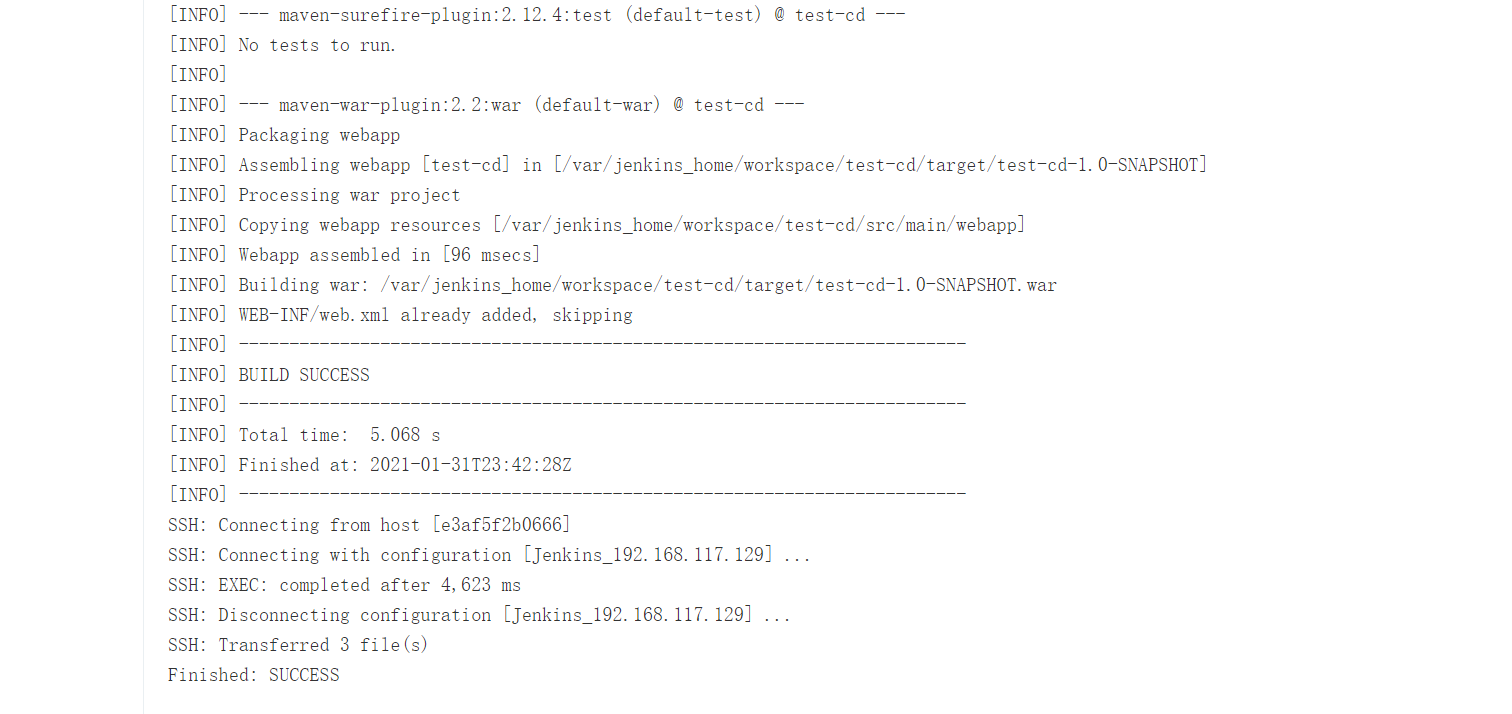 [INFO] --- maven-surefire-plugin:2.12.4:test (default-test) @ test-cd ---
[INFO] No tests to run.
[INFO]
[INFO] --- maven-war-plugin:2.2:war (default-war) @ test-cd ---
[INFO] Packaging webapp
[INFO] Assembling webapp [test-cd] in [/var/jenkins_home/workspace/test-cd/target/test-cd-1.0-SNAPSHOT]
[INFO] Processing war project
[INFO] Copying webapp resources [/var/jenkins_home/workspace/test-cd/src/main/webapp]
[INFO] Webapp assembled in [96 msecs]
[INFO] Building war: /var/jenkins_home/workspace/test-cd/target/test-cd-1.0-SNAPSHOT.war
[INFO] WEB-INF/web.xml already added, skipping
[INFO] ------------------------------------------------------------------------
[INFO] BUILD SUCCESS
[INFO] ------------------------------------------------------------------------
[INFO] Total time:  5.068 s
[INFO] Finished at: 2021-01-31T23:42:28Z
[INFO] ------------------------------------------------------------------------
SSH: Connecting from host [e3af5f2b0666]
SSH: Connecting with configuration [Jenkins_192.168.117.129] ...
SSH: EXEC: completed after 4,623 ms
SSH: Disconnecting configuration [Jenkins_192.168.117.129] ...
SSH: Transferred 3 file(s)
Finished: SUCCESS